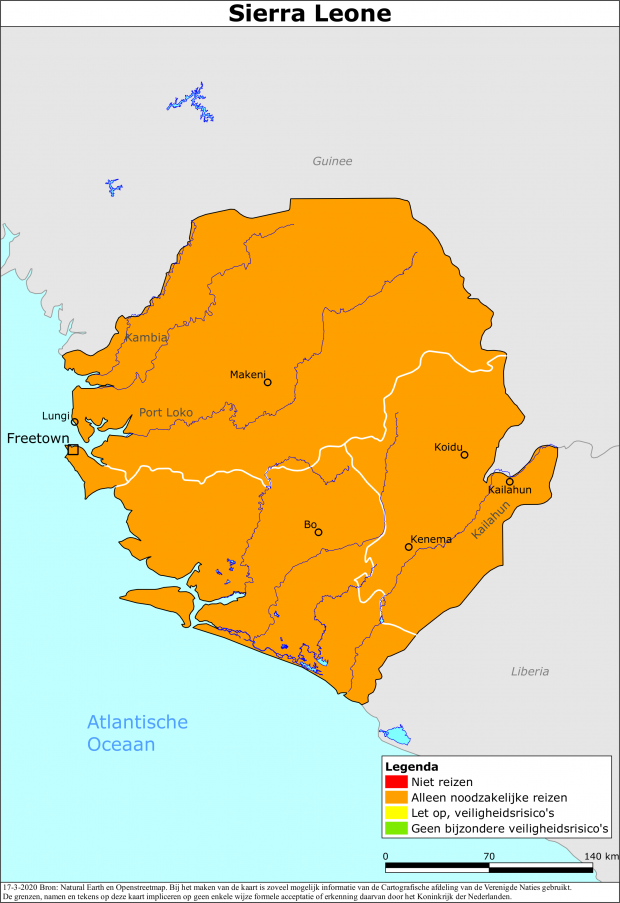 Sierra Leone
Guinee
Kambia
Makeni
Port Loko
Lungi
Freetown
Koidu
Kailahun
Kailahun
Bo
Kenema
Liberia
Atlantische
Oceaan
Legenda
Niet reizen
Alleen noodzakelijke reizen
Let op, veiligheidsrisico's
Geen bijzondere veiligheidsrisico's
0 70 140 km
17-3-2020 Bron: Natural Earth en Openstreetmap. Bij het maken van de kaart is zoveel mogelijk informatie van de Cartografische afdeling van de Verenigde Naties gebruikt.
De grenzen, namen en tekens op deze kaart impliceren op geen enkele wijze formele acceptatie of erkenning daarvan door het Koninkrijk der Nederlanden.